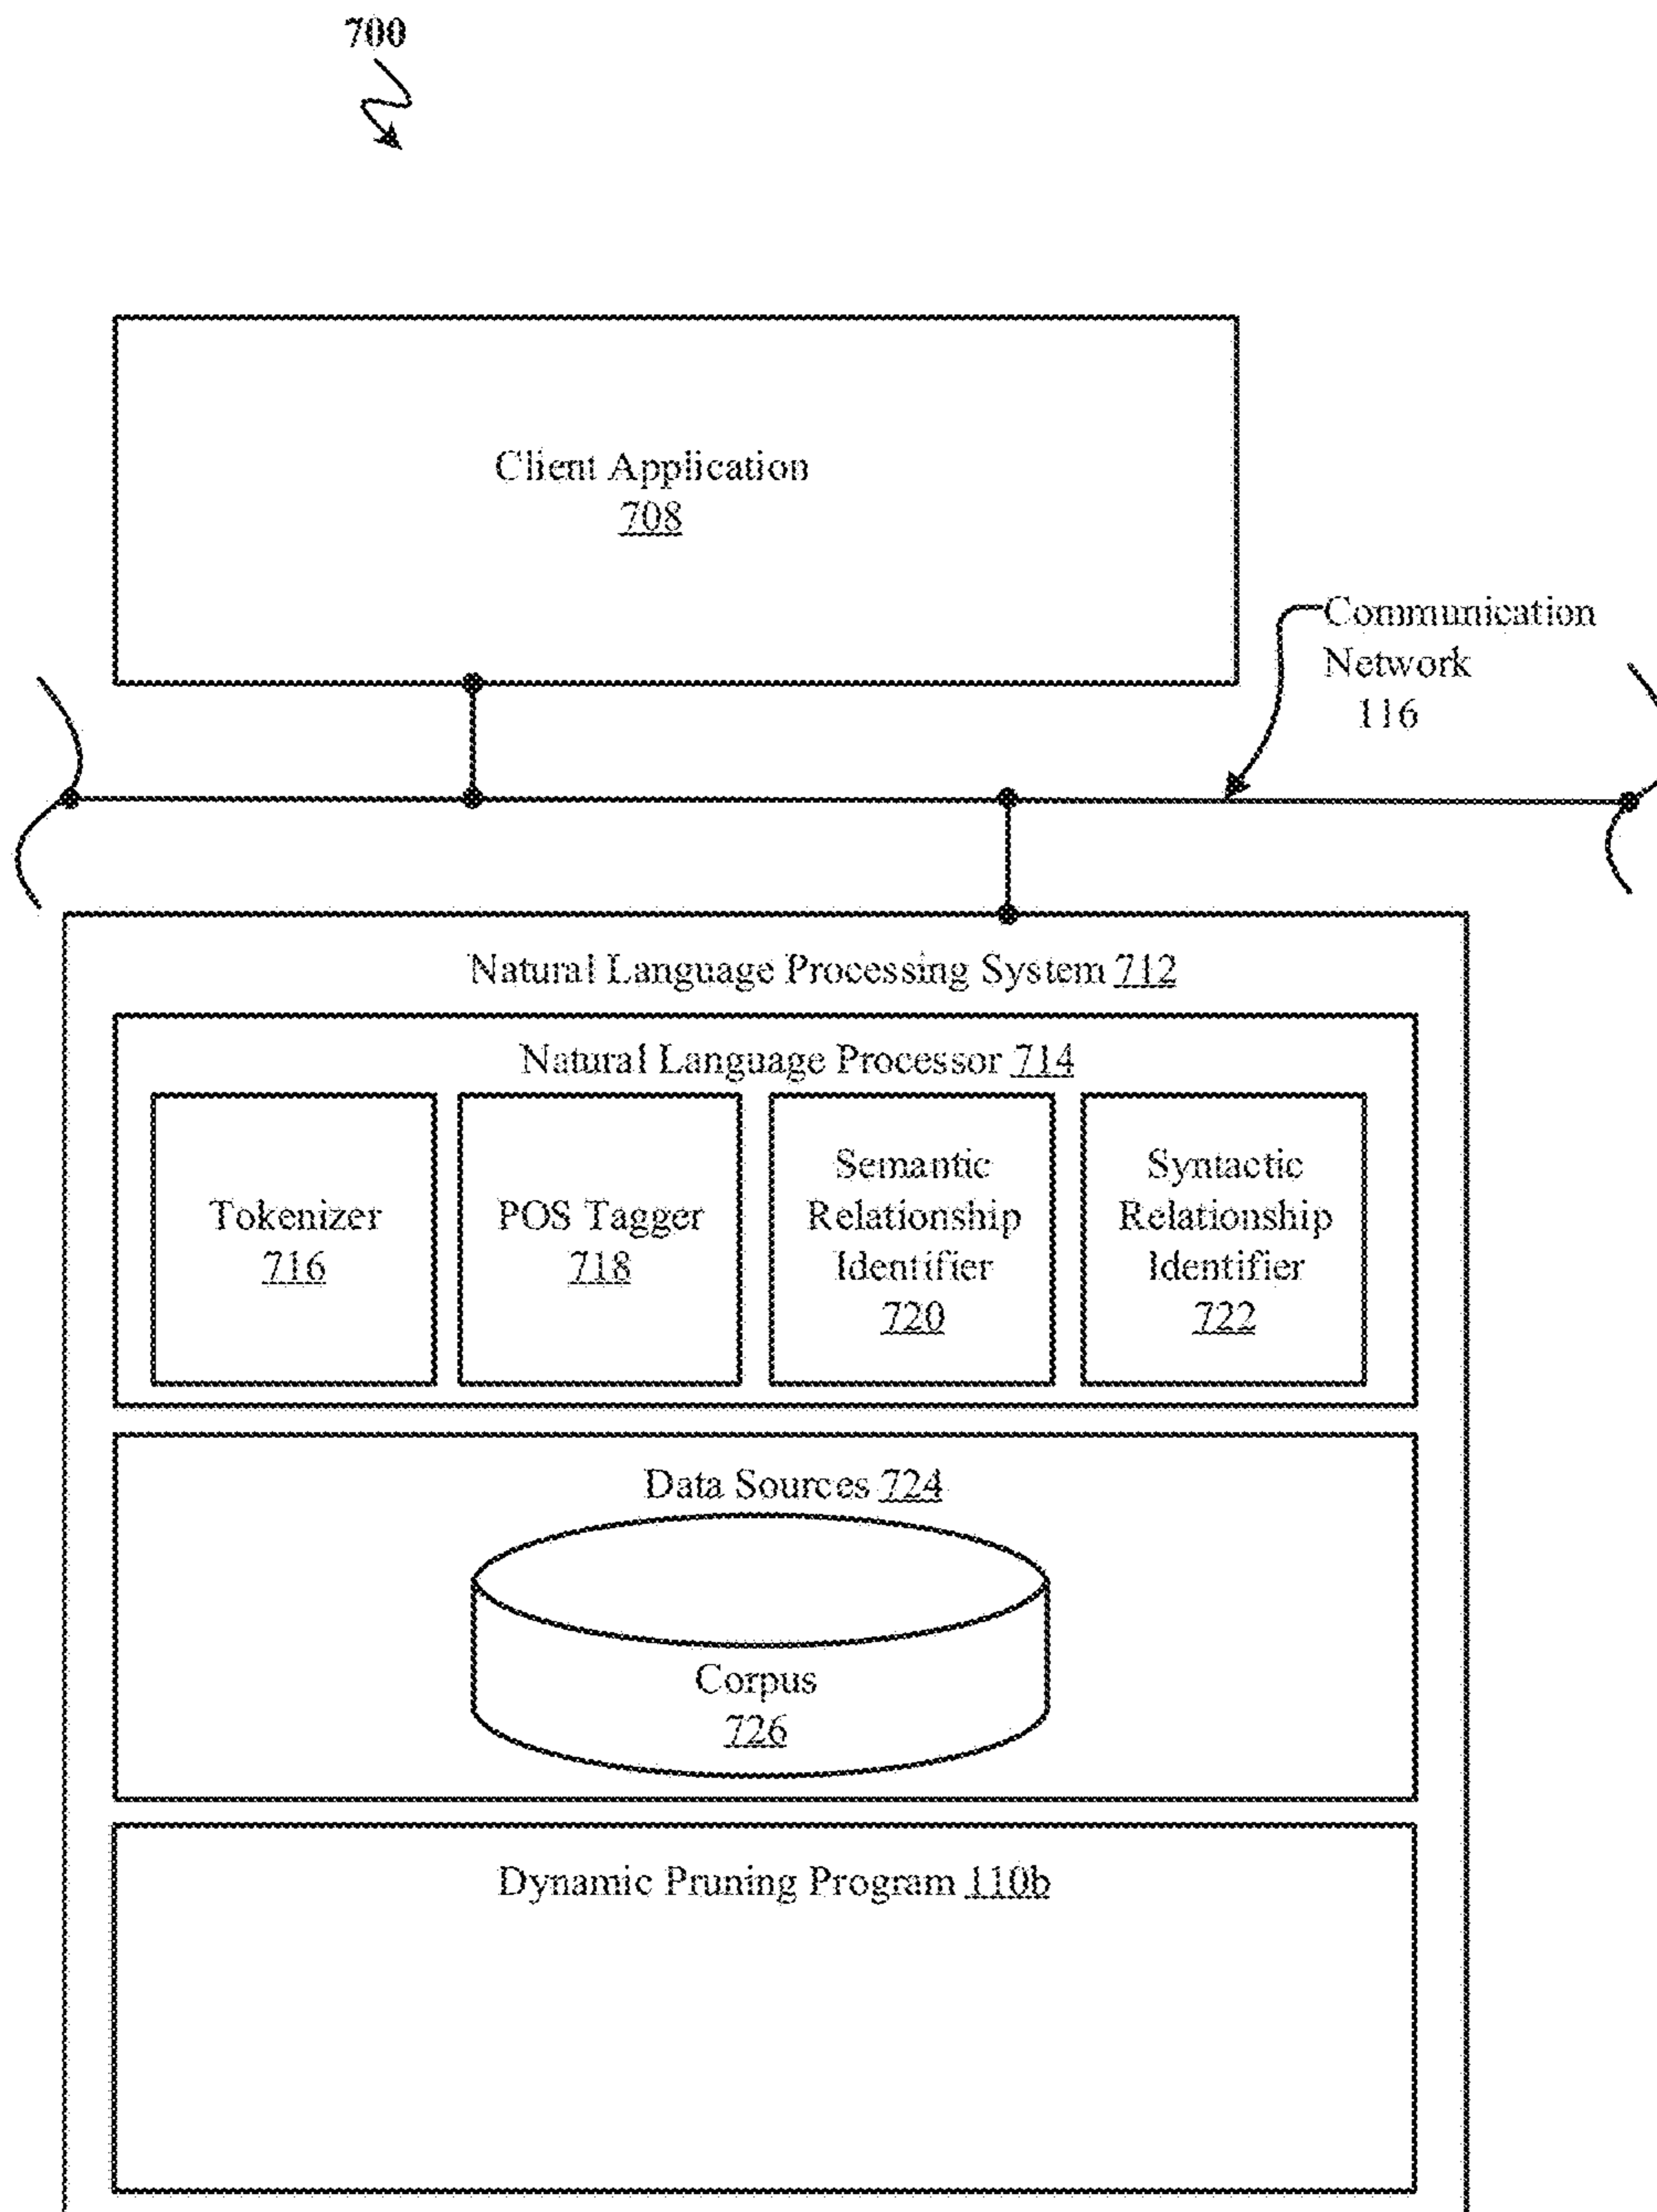 700
Client Application
708
Communication
Network
116
Natural Language Processing System 712
Natural Language Processor 714
Tokenizer
716
POS Tagger
718
Semantic
Relationship
Identifier
720
Syntactic
Relationship
Identifier
722
Data Sources 724
Corpus
726
Dynamic Pruning Program 110b